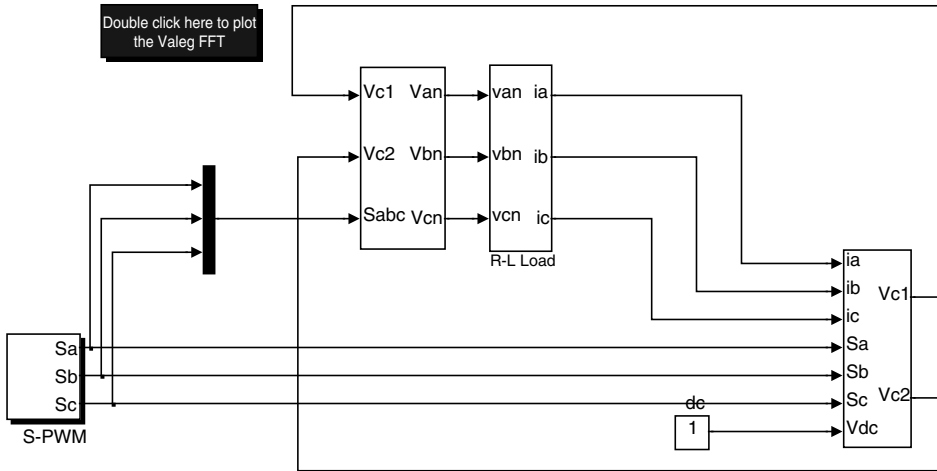 Double click here to plot
the Valeg FFT
Vc1 Van
Vc2 Vbn
Sabc Vcn
van ia
vbn ib
vcn ic
R-L Load
ia
ib
ic
Sa
Sb
Sc
Vdc
Vc1
Vc2
Sa
Sb
Sc
S-PWM
dc
1